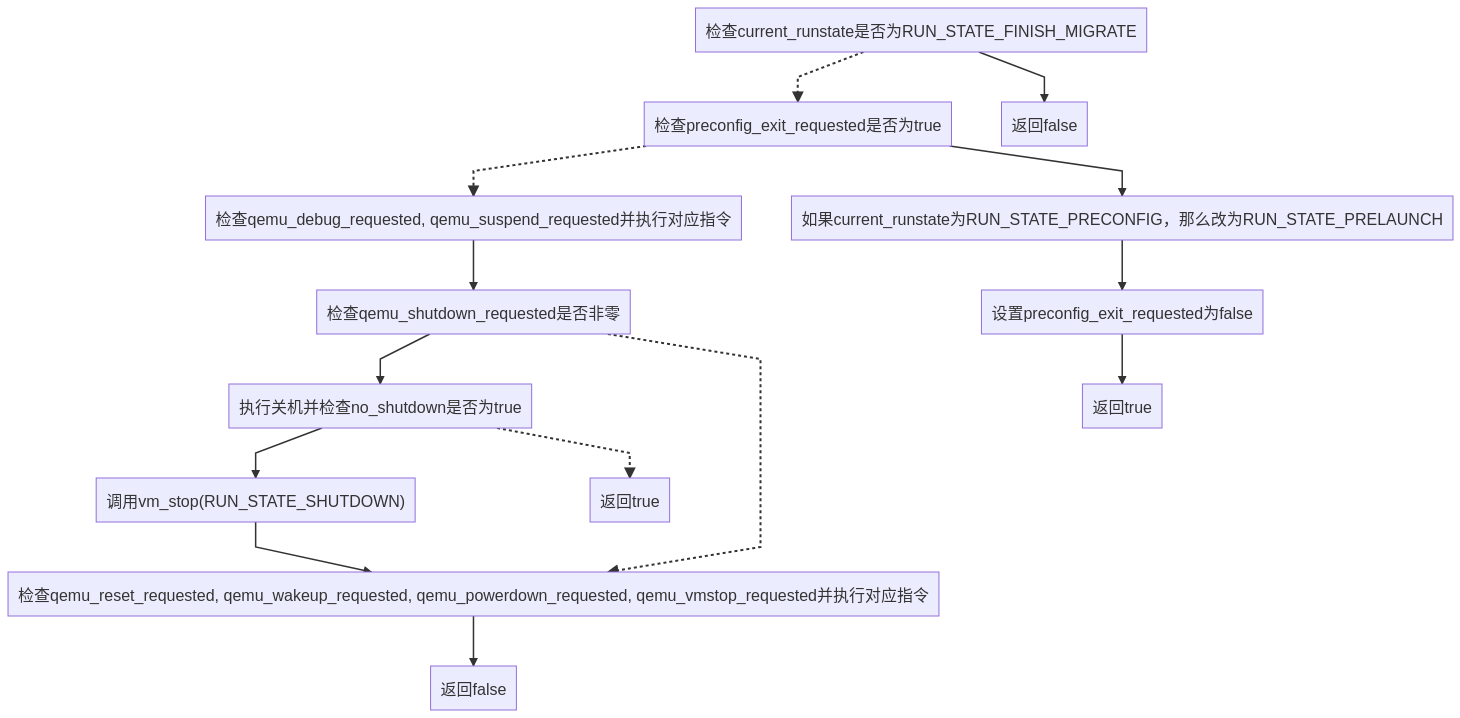 检查current_runstate是否为RUN_STATE_FINISH_MIGRATE
检查preconfig_exit_requested是否为true
返回false
检查qemu_debug_requested, qemu_suspend_requested并执行对应指令
如果current_runstate为RUN_STATE_PRECONFIG，那么改为RUN_STATE_PRELAUNCH
检查qemu_shutdown_requested是否非零
设置preconfig_exit_requested为false
执行关机并检查no_shutdown是否为true
返回true
调用vm_stop(RUN_STATE_SHUTDOWN)
返回true
检查qemu_reset_requested, qemu_wakeup_requested, qemu_powerdown_requested, qemu_vmstop_requested并执行对应指令
返回false